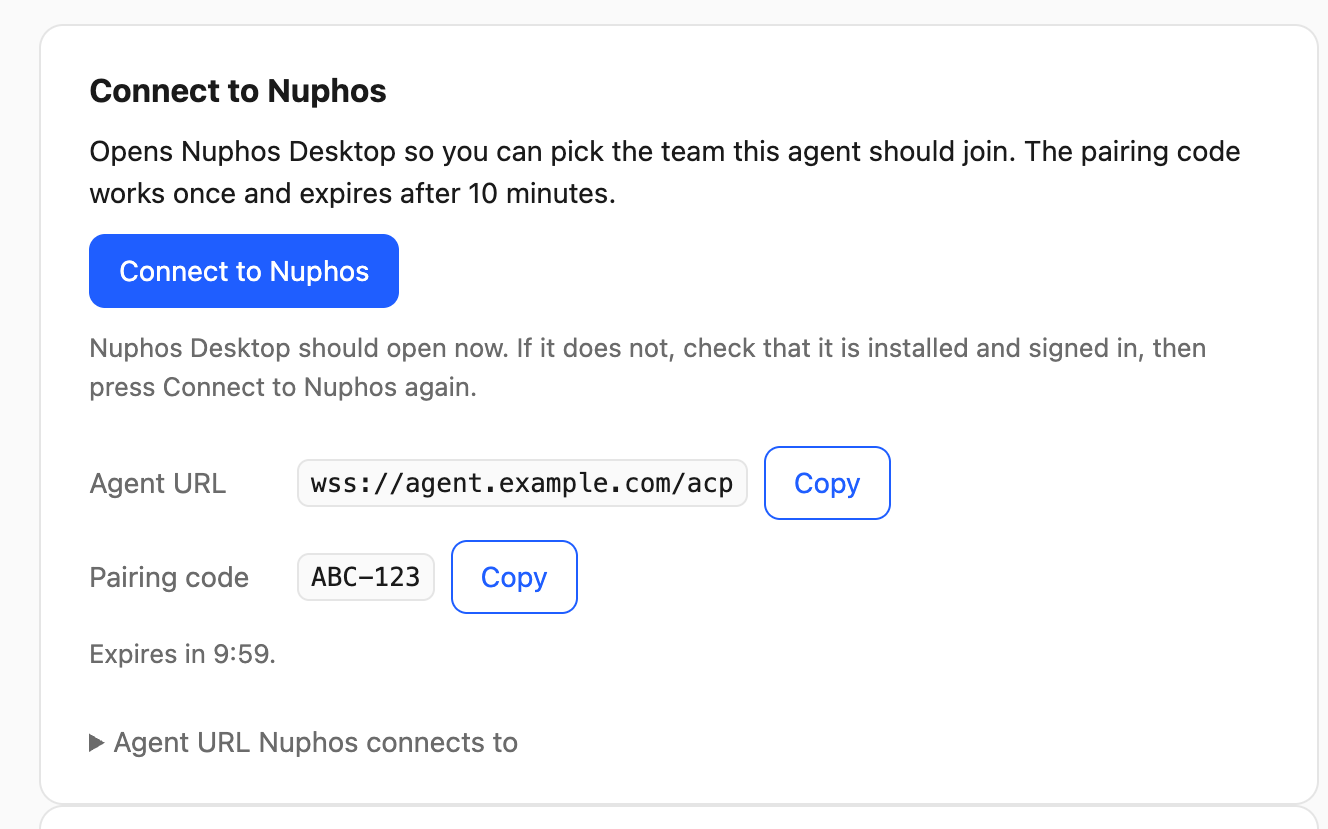 Connect to Nuphos
Opens Nuphos Desktop so you can pick the team this agent should join. The pairing code
works once and expires after 10 minutes.
Connect to Nuphos
Nuphos Desktop should open now. If it does not, check that it is installed and signed in, then
press Connect to Nuphos again.
Agent URL wss://agent.example.com/acp Copy
Pairing code ABC-123 Copy
Expires in 9:59.
Agent URL Nuphos connects to